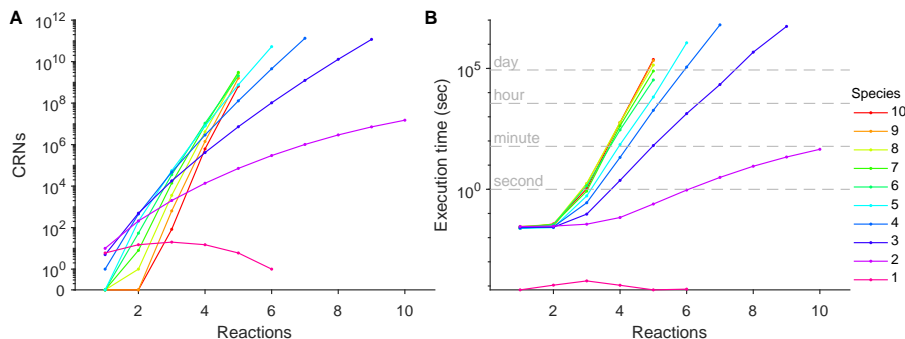 A
CRNs
10^12
10^10
10^8
10^6
10^4
10^2
10^0
0
2
4
6
8
10
Reactions
B
Execution time (sec)
10^5
10^0
day
hour
minute
second
2
4
6
8
10
Reactions
Species
10
9
8
7
6
5
4
3
2
1